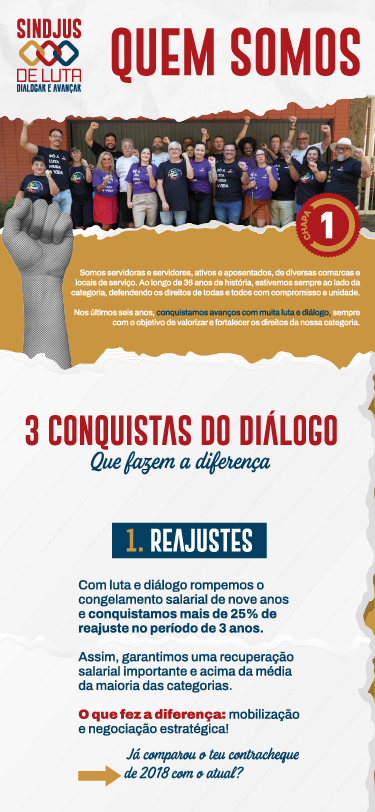 SINDJUS
DE LUTA
DIALOGAR E AVANÇAR
QUEM SOMOS
CHAPA
1
Somos servidoras e servidores, ativos e aposentados, de diversas comarcas e
locais de serviço. Ao longo de 36 anos de história, estivemos sempre ao lado da
categoria, defendendo os direitos de todas e todos com compromisso e unidade.
Nos últimos seis anos, conquistamos avanços com muita luta e diálogo, sempre
com o objetivo de valorizar e fortalecer os direitos da nossa categoria.
3 CONQUISTAS DO DIÁLOGO
Que fazem a diferença
1. REAJUSTES
Com luta e diálogo rompemos o
congelamento salarial de nove anos
e conquistamos mais de 25% de
reajuste no período de 3 anos.
Assim, garantimos uma recuperação
salarial importante e acima da média
da maioria das categorias.
O que fez a diferença: mobilização
e negociação estratégica!
Já comparou o teu contracheque
de 2018 com o atual?